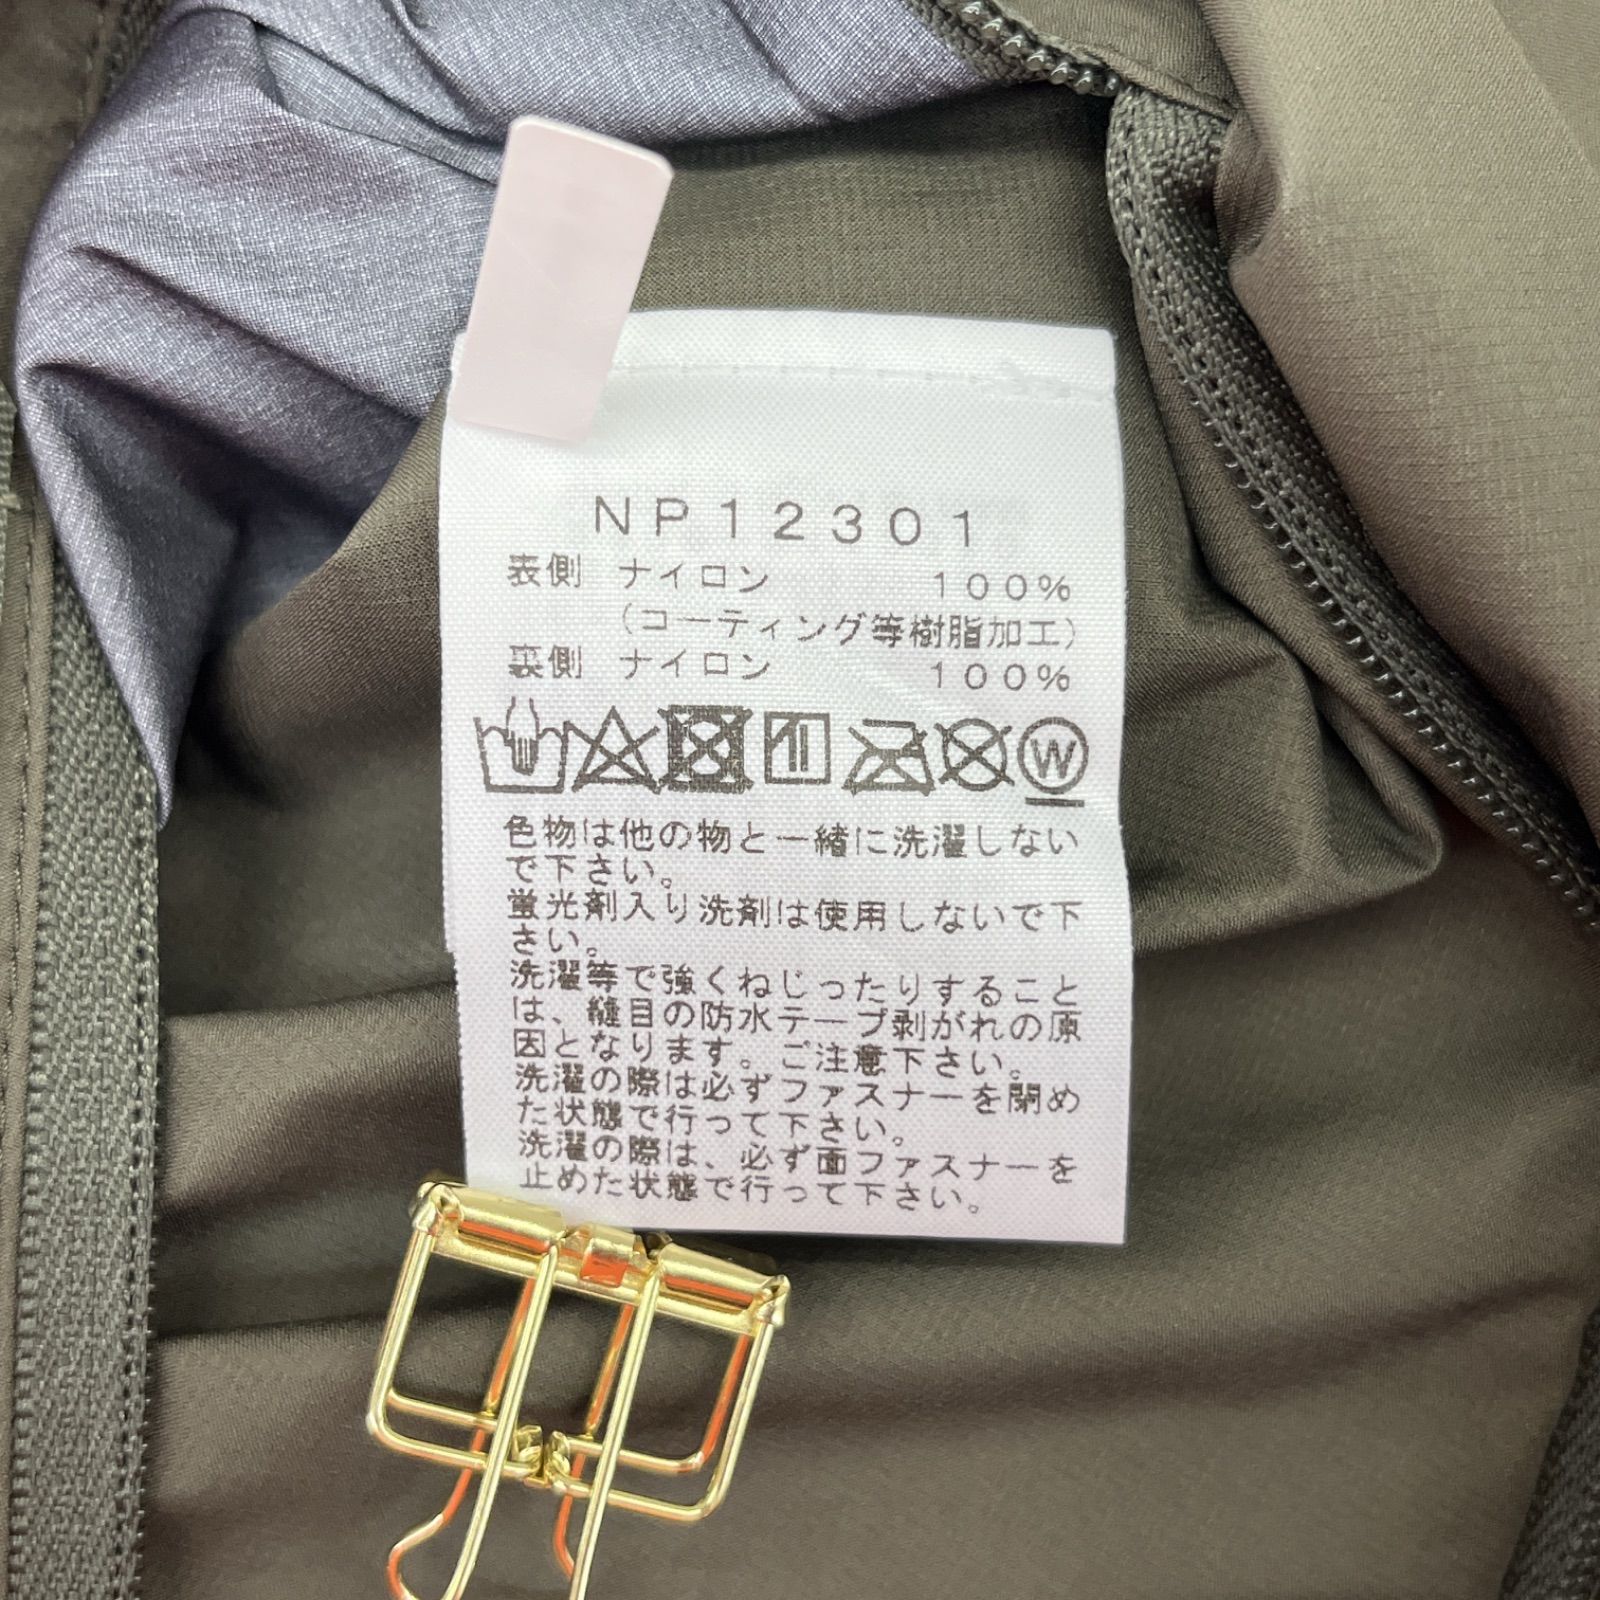 NP12301
表側 ナイロン 100%
(コーティング等樹脂加工)
裏側 ナイロン 100%
W
色物は他の物と一緒に洗濯しない
で下さい。
蛍光剤入り洗剤は使用しないで下
さい。
洗濯等で強くねじったりすること
は、縫目の防水テープ剥がれの原
因となります。ご注意下さい。
洗濯の際は必ずファスナーを閉め
た状態で行って下さい。
洗濯の際は、必ず面ファスナーを
止めた状態で行って下さい。